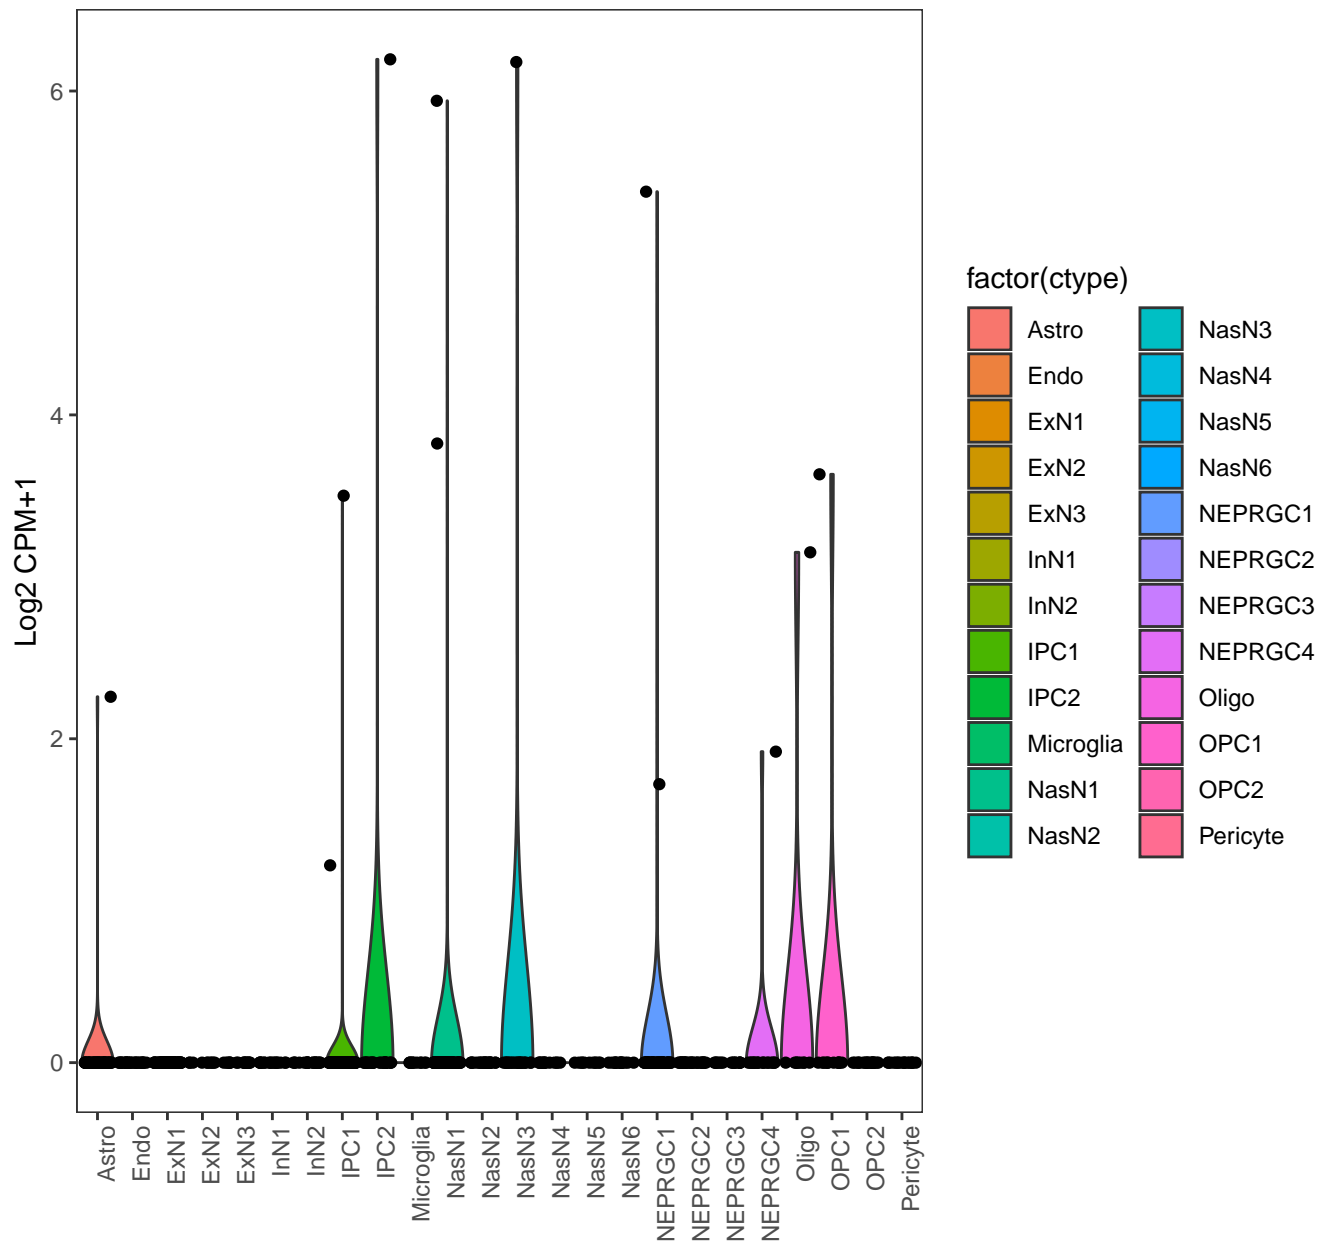 Log2 CPM+1
6
4
2
0
Astro
Endo
ExN1
ExN2
ExN3
InN1
InN2
IPC1
IPC2
Microglia
NasN1
NasN2
NasN3
NasN4
NasN5
NasN6
NEPRGC1
NEPRGC2
NEPRGC3
NEPRGC4
Oligo
OPC1
OPC2
Pericyte
factor(ctype)
Astro
Endo
ExN1
ExN2
ExN3
InN1
InN2
IPC1
IPC2
Microglia
NasN1
NasN2
NasN3
NasN4
NasN5
NasN6
NEPRGC1
NEPRGC2
NEPRGC3
NEPRGC4
Oligo
OPC1
OPC2
Pericyte